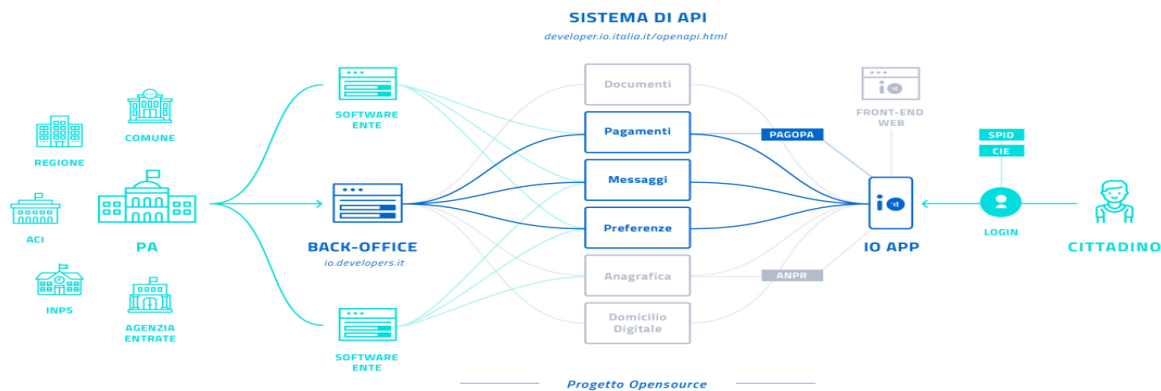 SISTEMA DI API
developer.io.italia.it/openapi.html
REGIONE
COMUNE
ACI
PA
INPS
AGENZIA
ENTRATE
SOFTWARE
ENTE
BACK-OFFICE
io.developers.it
SOFTWARE
ENTE
Documenti
Pagamenti
Messaggi
Preferenze
Anagrafica
Domicilio
Digitale
PAGOPA
ANPR
io
FRONT-END
WEB
io
it
IO APP
SPID
CIE
LOGIN
CITTADINO
Progetto Opensource